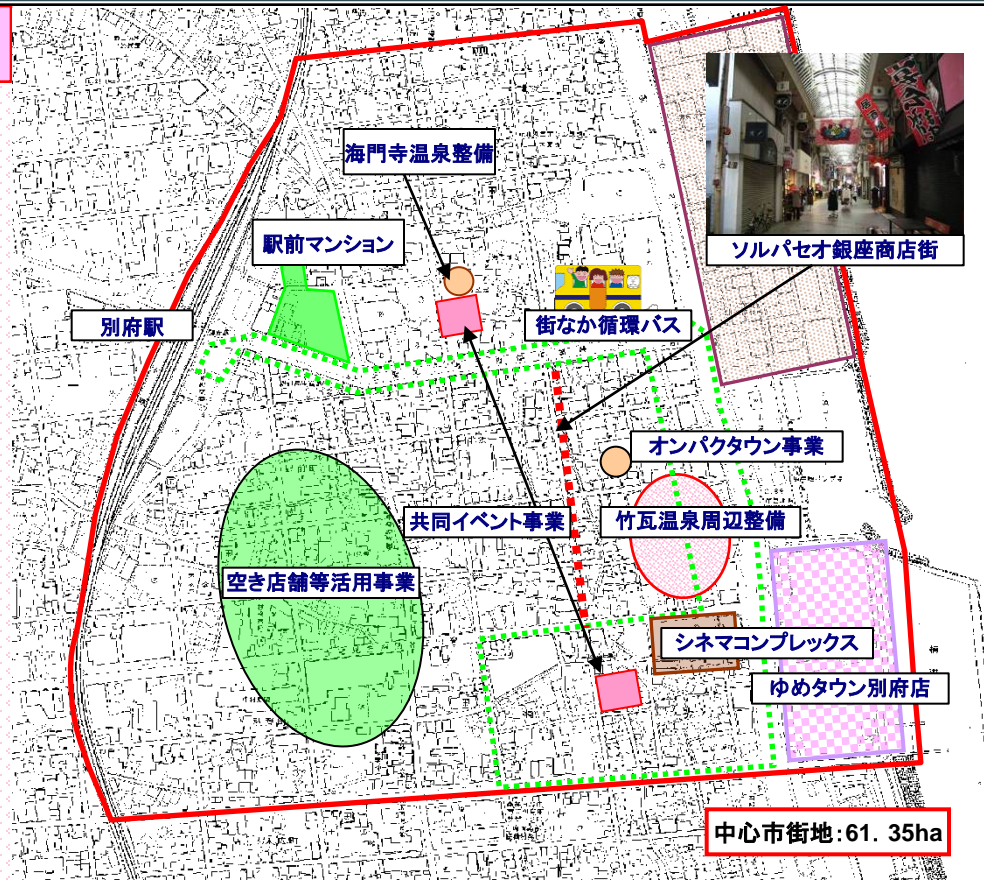 海門寺温泉整備
駅前マンション
ソルパセオ銀座商店街
別府駅
街なか循環バス
オンパクタウン事業
共同イベント事業
竹瓦温泉周辺整備
空き店舗等活用事業
シネマコンプレックス
ゆめタウン別府店
中心市街地:61．35ha